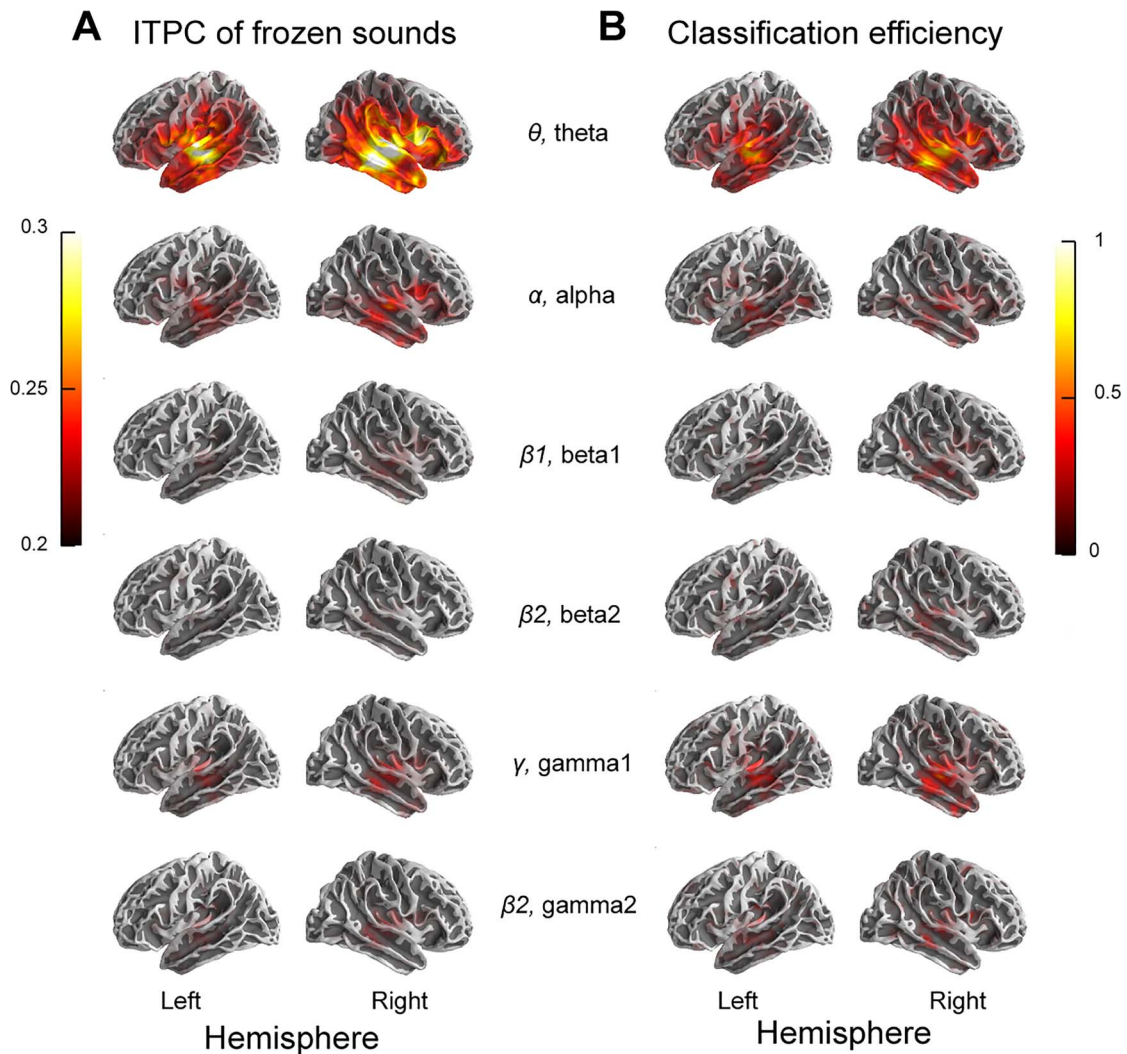 A ITPC of frozen sounds
B Classification efficiency
θ, theta
0.3
0.25
0.2
α, alpha
1
0.5
0
β1, beta1
β2, beta2
γ, gamma1
β2, gamma2
Left Right
Hemisphere
Left Right
Hemisphere